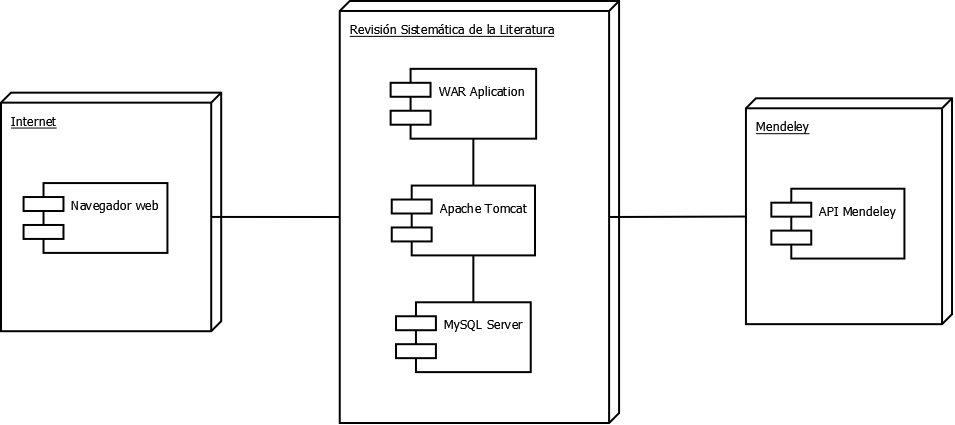 Internet
Navegador web
Revisión Sistemática de la Literatura
WAR Aplication
Apache Tomcat
MySQL Server
Mendeley
API Mendeley